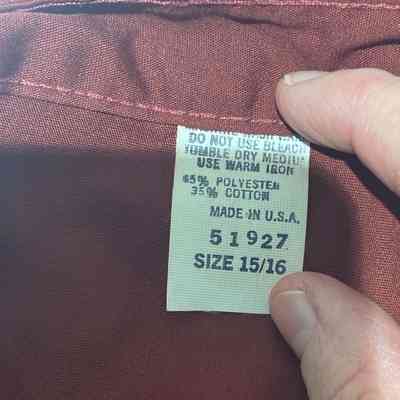 DO NOT USE BLEACH
TUMBLE DRY MEDIUM
USE WARM IRON
65% POLYESTER
35% COTTON
MADE IN U.S.A.
51927
SIZE 15/16